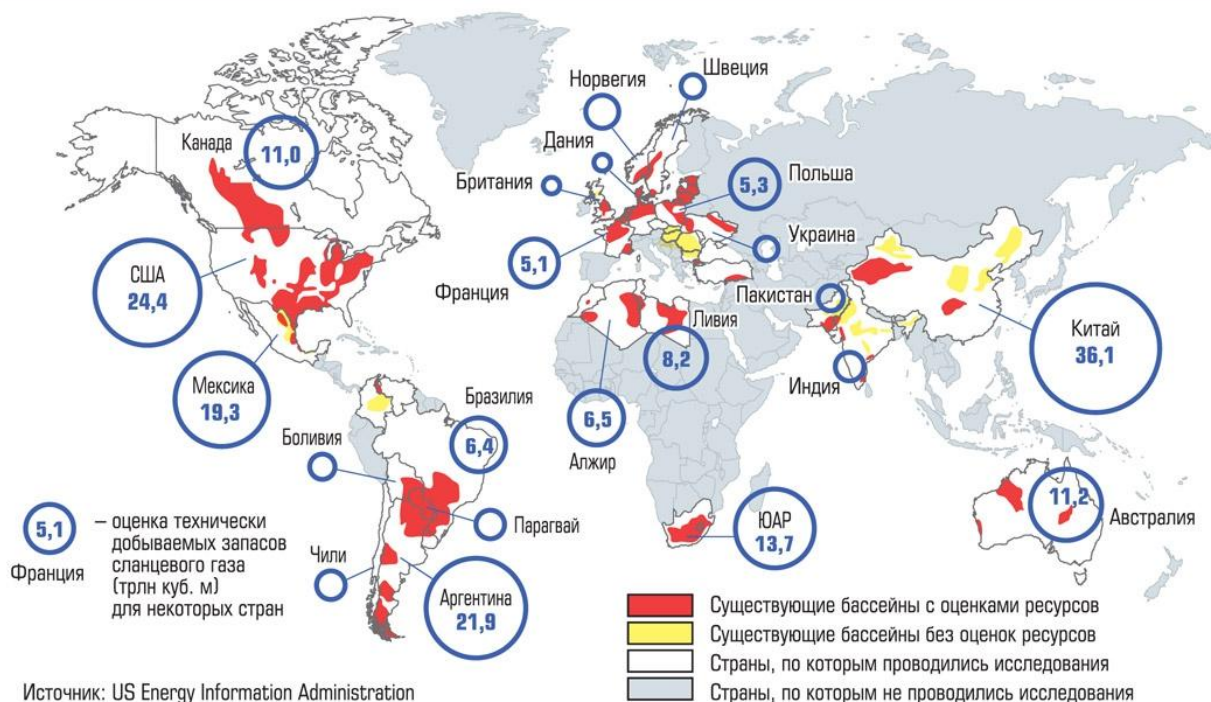 Норвегия
Швеция
Канада
11,0
Дания
Британия
5,3
Польша
США
24,4
5,1
Франция
Украина
Пакистан
Ливия
8,2
Китай
36,1
Мексика
19,3
Бразилия
6,4
6,5
Алжир
Индия
Боливия
Парагвай
ЮАР
13,7
11,2
Австралия
5,1
Франция
– оценка технически
добываемых запасов
сланцевого газа
(трлн куб. м)
для некоторых стран
Чили
Аргентина
21,9
Существующие бассейны с оценками ресурсов
Существующие бассейны без оценок ресурсов
Страны, по которым проводились исследования
Страны, по которым не проводились исследования
Источник: US Energy Information Administration